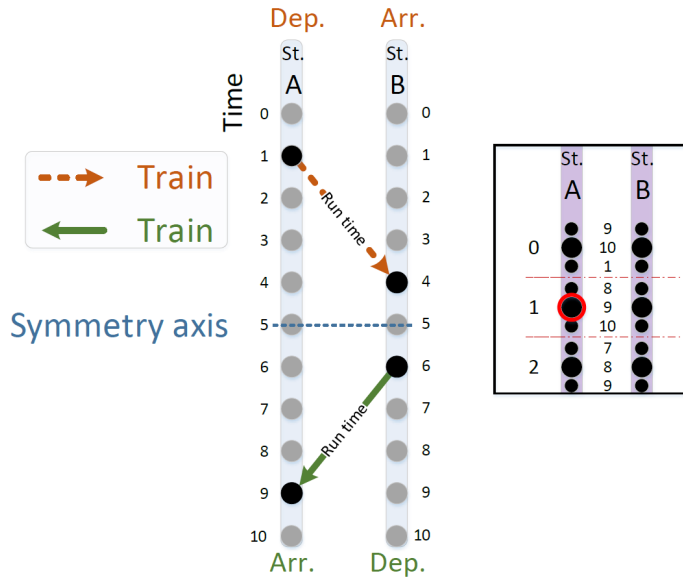 Dep. Arr.
St. St.
A B
Time
0 0
1 1
2 2
3 3
4 4
5 5
6 6
7 7
8 8
9 9
10 10
Run time
Run time
Arr. Dep.
Train
Train
Symmetry axis
St. St.
A B
9
0 10
1
8
1 9
10
7
2 8
9